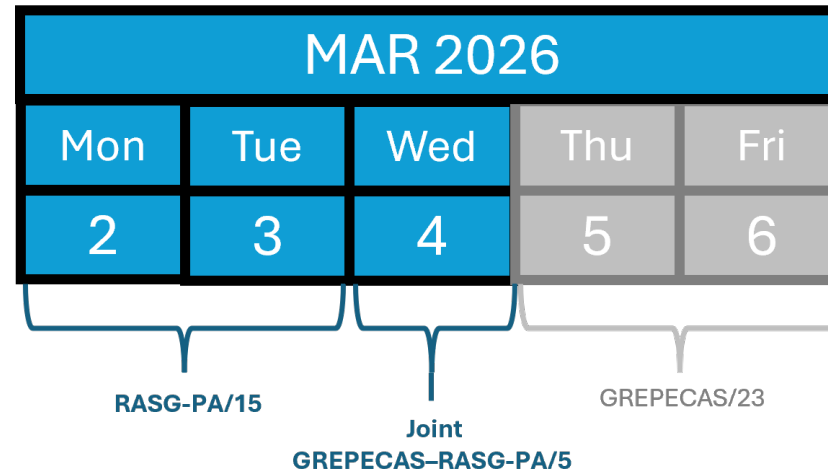 MAR 2026
Mon Tue Wed Thu Fri
2 3 4 5 6
RASG-PA/15
GREPECAS/23
Joint
GREPECAS–RASG-PA/5